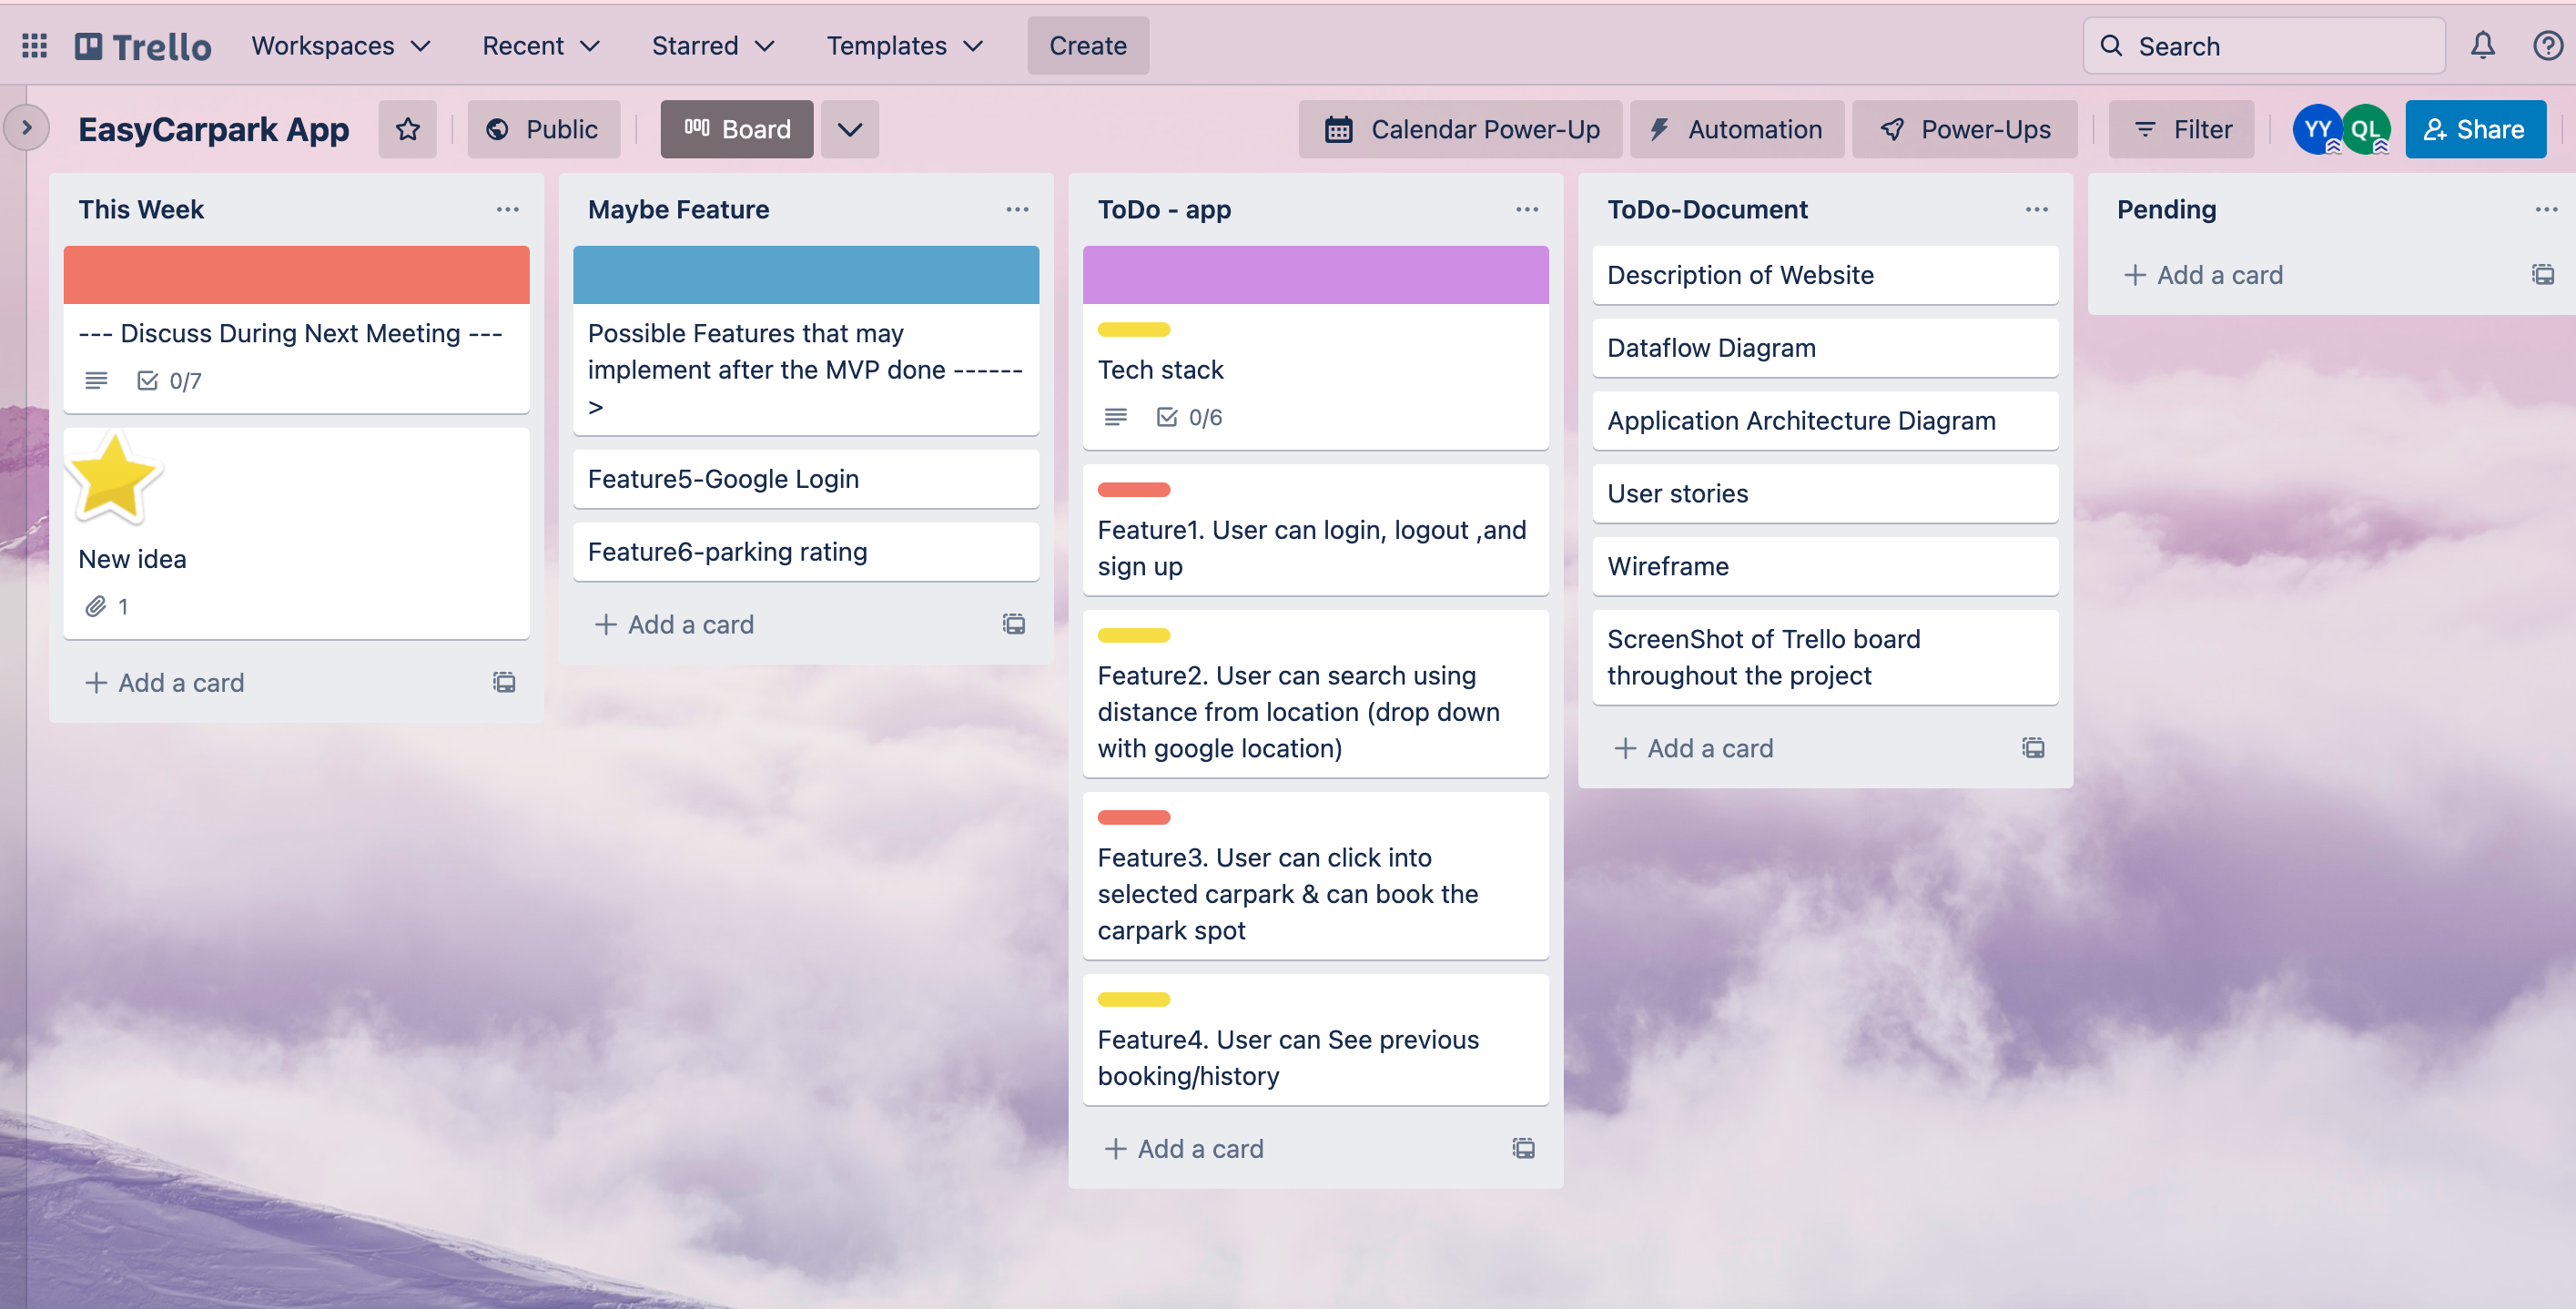 Trello
Workspaces
Recent
Starred
Templates
Create
Search
EasyCarpark App
Public
Board
Calendar Power-Up
Automation
Power-Ups
Filter
YY
QL
Share
This Week
--- Discuss During Next Meeting ---
0/7
New idea
1
+ Add a card
Maybe Feature
Possible Features that may
implement after the MVP done ------
>
Feature5-Google Login
Feature6-parking rating
+ Add a card
ToDo - app
Tech stack
0/6
Feature1. User can login, logout ,and
sign up
Feature2. User can search using
distance from location (drop down
with google location)
Feature3. User can click into
selected carpark & can book the
carpark spot
Feature4. User can See previous
booking/history
+ Add a card
ToDo-Document
Description of Website
Dataflow Diagram
Application Architecture Diagram
User stories
Wireframe
ScreenShot of Trello board
throughout the project
+ Add a card
Pending
+ Add a card